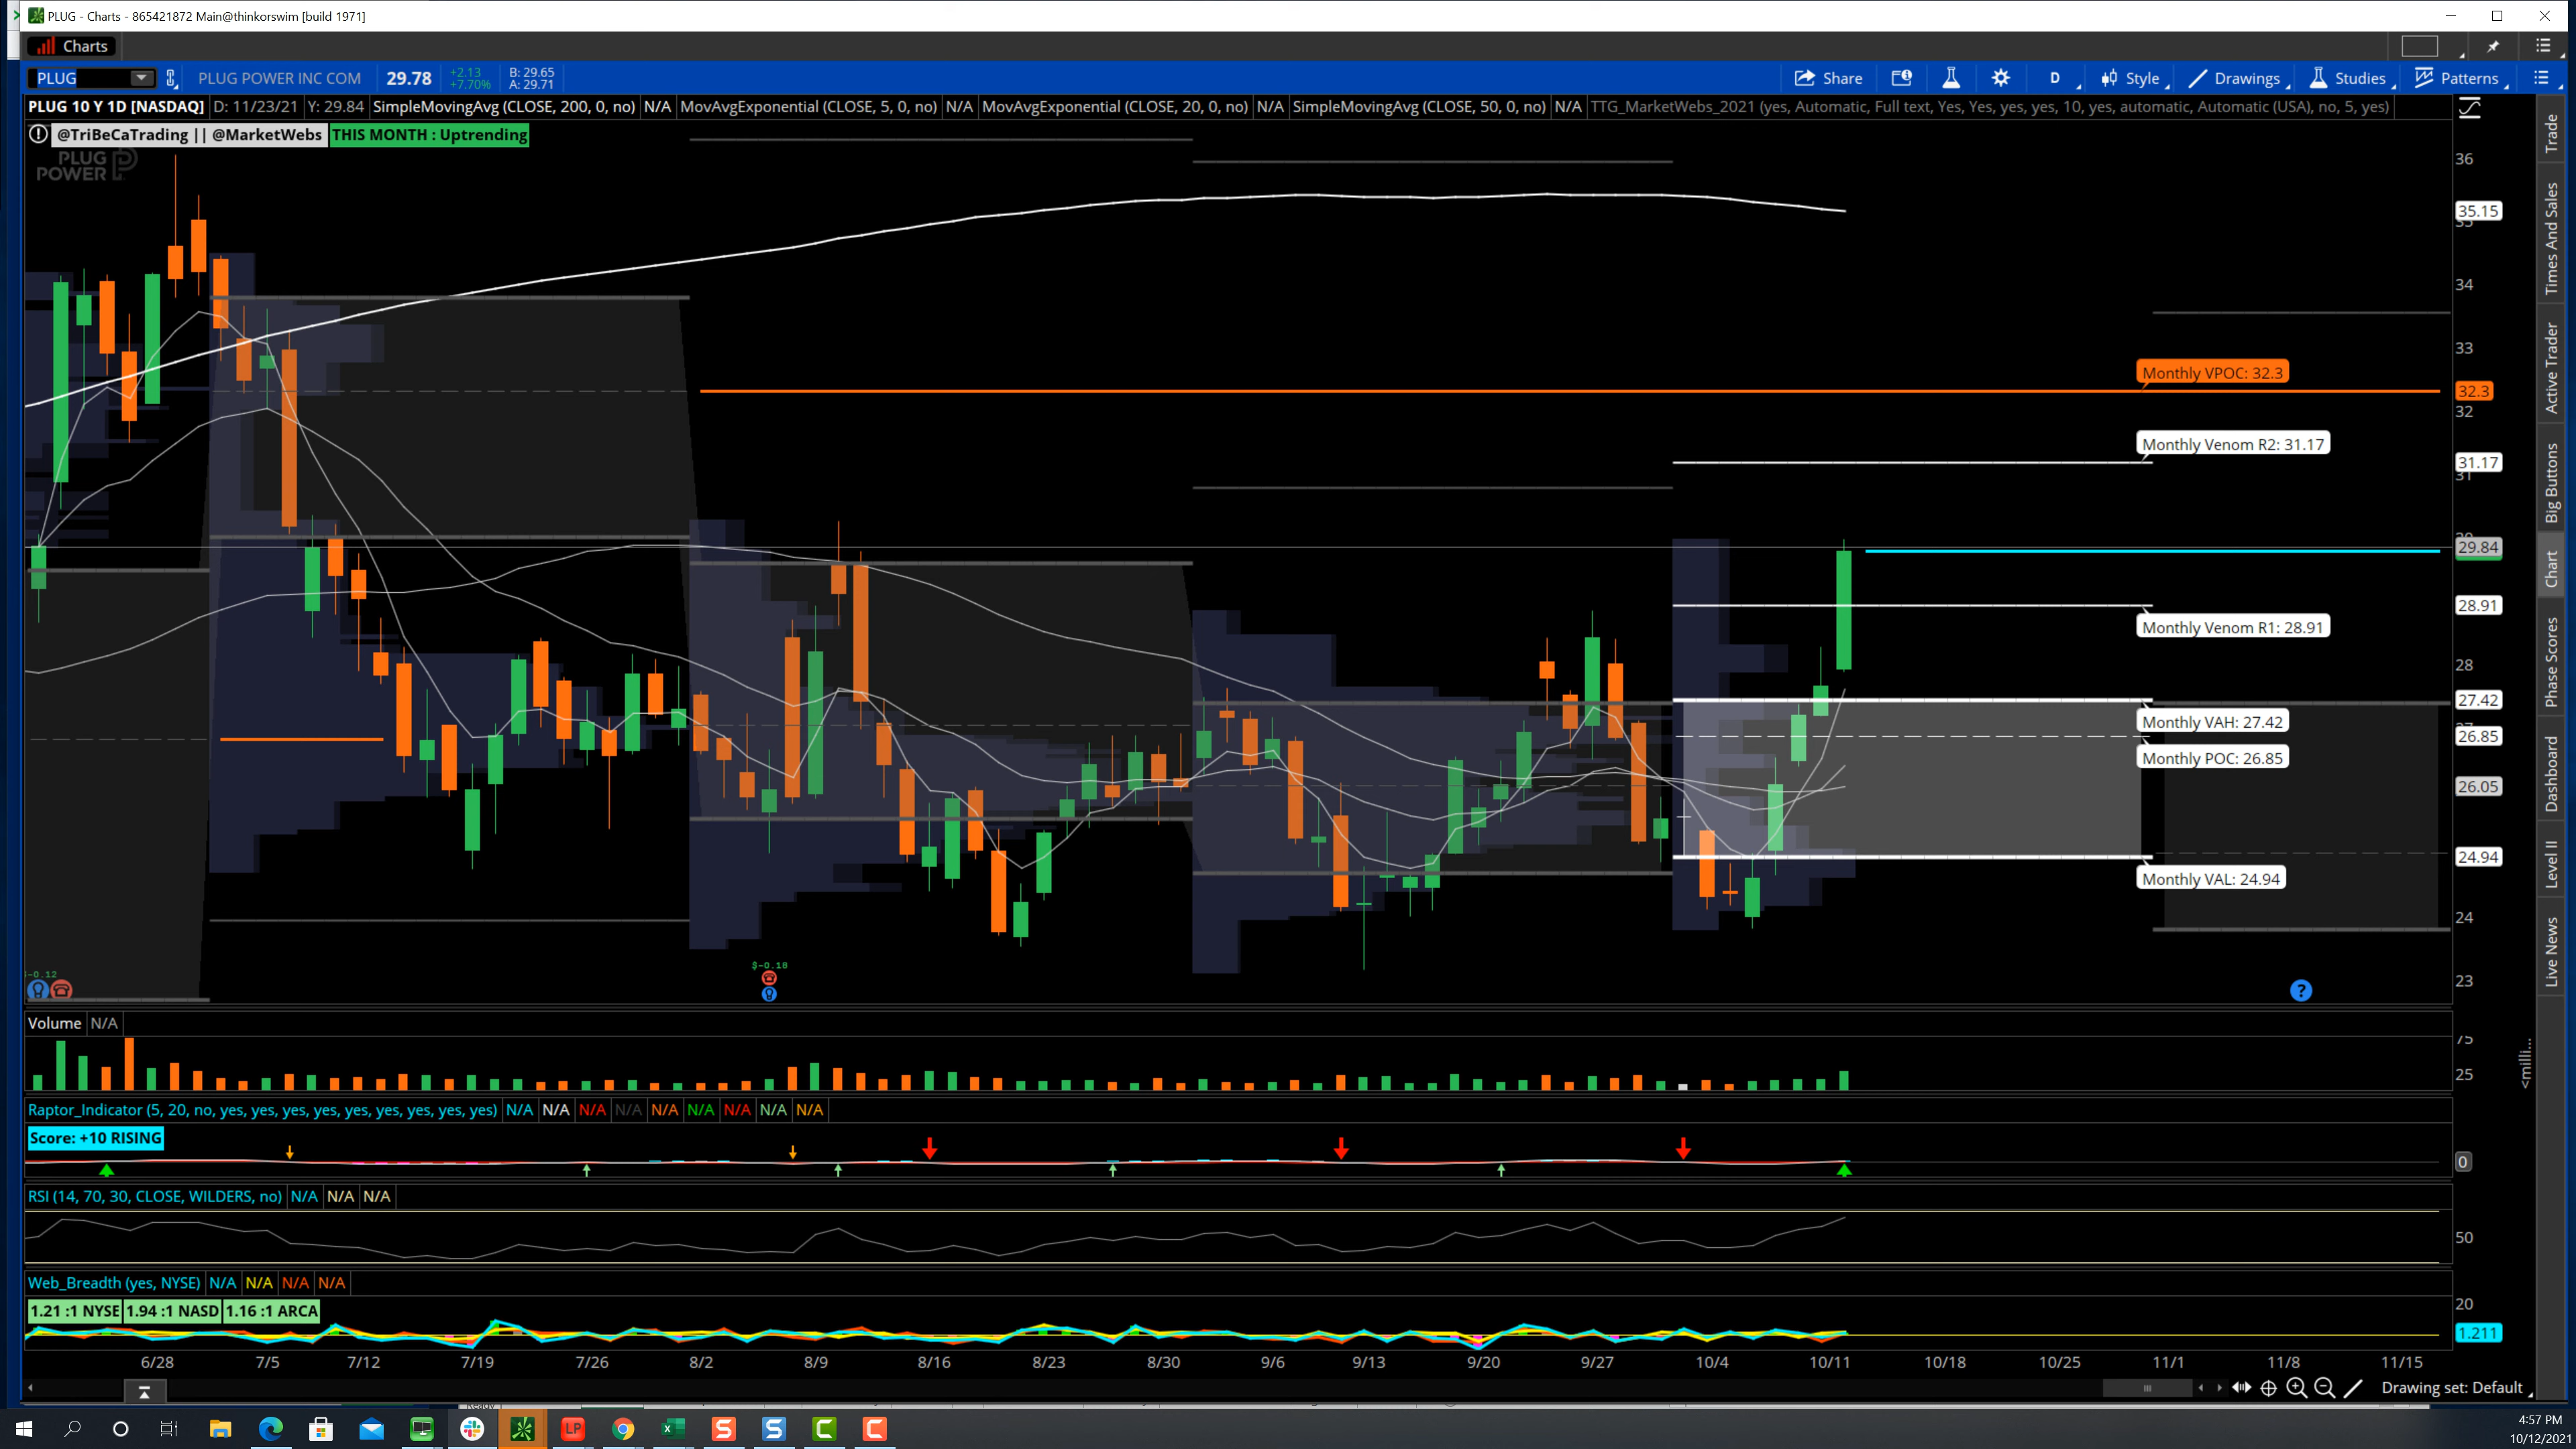 PLUG - Charts - 865421872 Main@thinkorswim [build 1971]
Charts
PLUG PLUG POWER INC COM 29.78 +2.13 +7.70% B: 29.65 A: 29.71 Share D Style Drawings Studies Patterns
PLUG 10 Y 1D [NASDAQ] D: 11/23/21 Y: 29.84 SimpleMovingAvg (CLOSE, 200, 0, no) N/A MovAvgExponential (CLOSE, 5, 0, no) N/A MovAvgExponential (CLOSE, 20, 0, no) N/A SimpleMovingAvg (CLOSE, 50, 0, no) N/A TTG_MarketWebs_2021 (yes, Automatic, Full text, Yes, Yes, yes, yes, 10, yes, automatic, Automatic (USA), no, 5, yes)
@TriBeCaTrading || @MarketWebs THIS MONTH : Uptrending
PLUG
POWER
36
35.15
34
33
Monthly VPOC: 32.3
32.3
32
Monthly Venom R2: 31.17
31.17
31
29.84
28.91
Monthly Venom R1: 28.91
28
27.42
Monthly VAH: 27.42
26.85
Monthly POC: 26.85
26.05
24.94
Monthly VAL: 24.94
24
23
-0.12
$-0.18
?
Volume N/A
75
25
<milli...
Raptor_Indicator (5, 20, no, yes, yes, yes, yes, yes, yes, yes, yes, yes) N/A N/A N/A N/A N/A N/A N/A N/A N/A
Score: +10 RISING
0
RSI (14, 70, 30, CLOSE, WILDERS, no) N/A N/A N/A
50
Web_Breadth (yes, NYSE) N/A N/A N/A N/A
1.21 :1 NYSE 1.94 :1 NASD 1.16 :1 ARCA
20
1.211
6/28 7/5 7/12 7/19 7/26 8/2 8/9 8/16 8/23 8/30 9/6 9/13 9/20 9/27 10/4 10/11 10/18 10/25 11/1 11/8 11/15
Drawing set: Default
Trade
Times And Sales
Active Trader
Big Buttons
Chart
Phase Scores
Dashboard
Level II
Live News
4:57 PM
10/12/2021